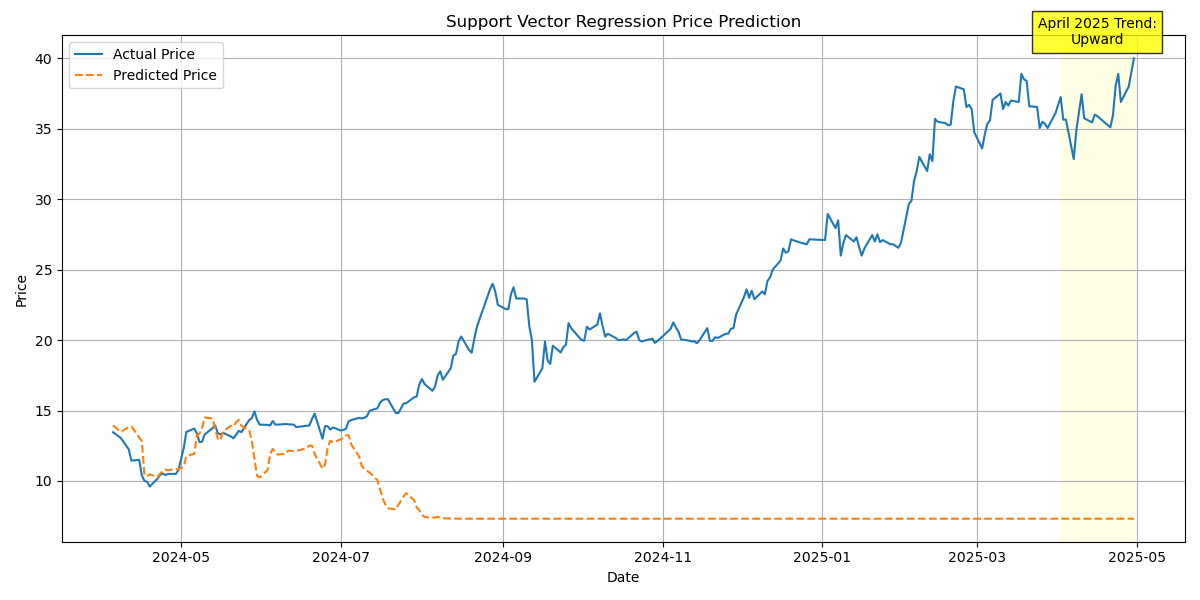 Support Vector Regression Price Prediction
April 2025 Trend:
Upward
Actual Price
Predicted Price
Price
40
35
30
25
20
15
10
2024-05
2024-07
2024-09
2024-11
2025-01
2025-03
2025-05
Date